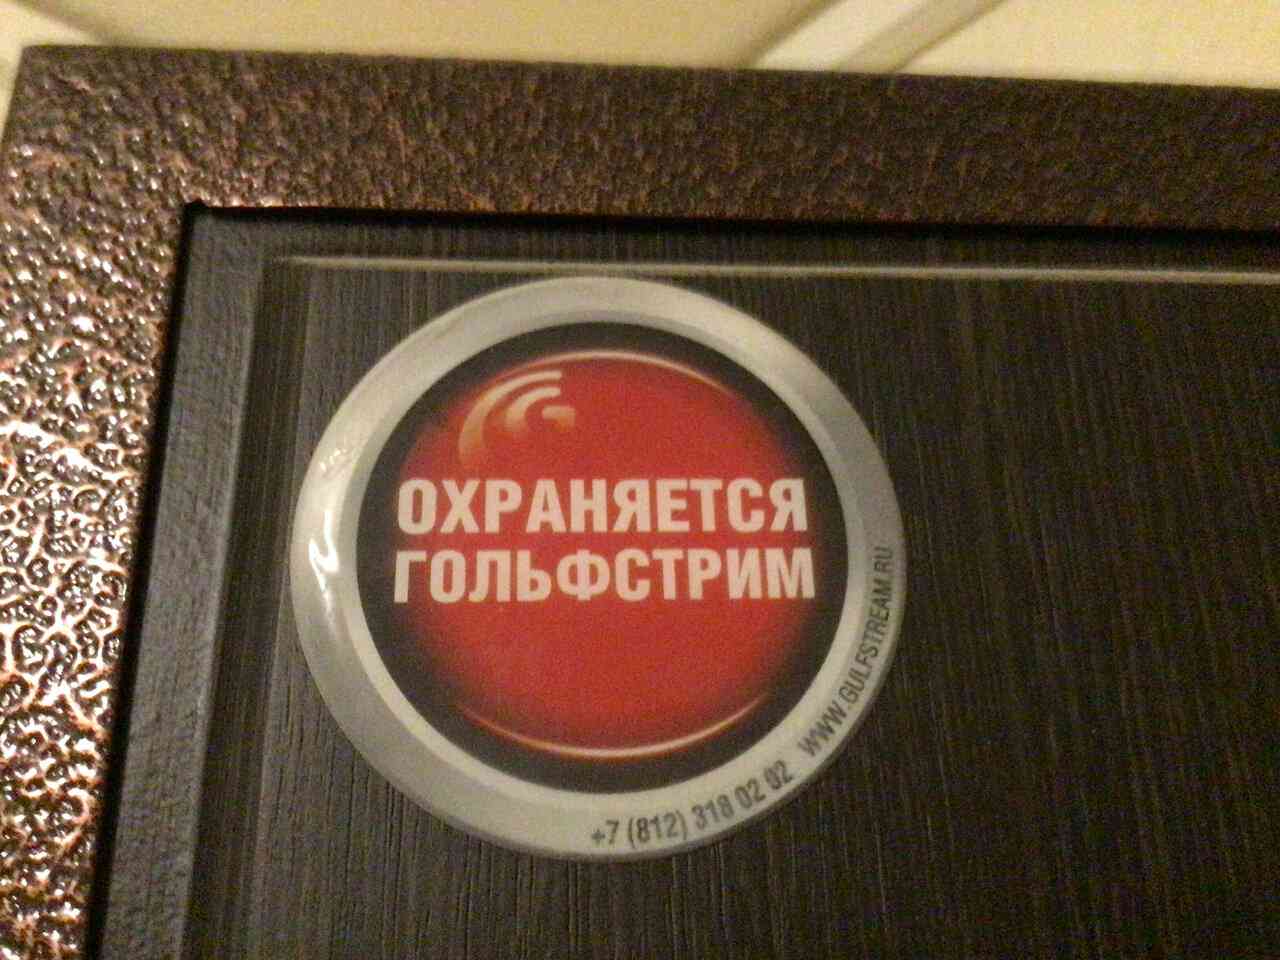 ОХРАНЯЕТСЯ
ГОЛЬФСТРИМ
+7 (812) 318 02 02 WWW.GULFSTREAM.RU